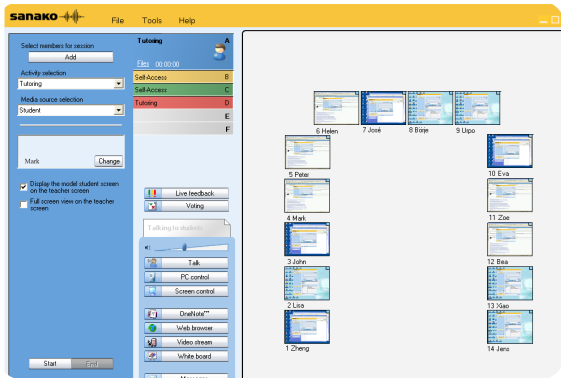 sanako
File Tools Help
Select members for session
Add
Activity selection
Tutoring
Media source selection
Student
Mark
Change
Display the model student screen
on the teacher screen
Full screen view on the teacher
screen
Start End
Tutoring A
Files 00:00:00
Self-Access B
Self-Access C
Tutoring D
E
F
Live feedback
Voting
Talking to students
Talk
PC control
Screen control
OneNote™
Web browser
Video stream
White board
6 Helen 7 José 8 Börje 9 Uipo
5 Peter 10 Eva
4 Mark 11 Zoe
3 John 12 Bea
2 Lisa 13 Xiao
1 Zheng 14 Jens